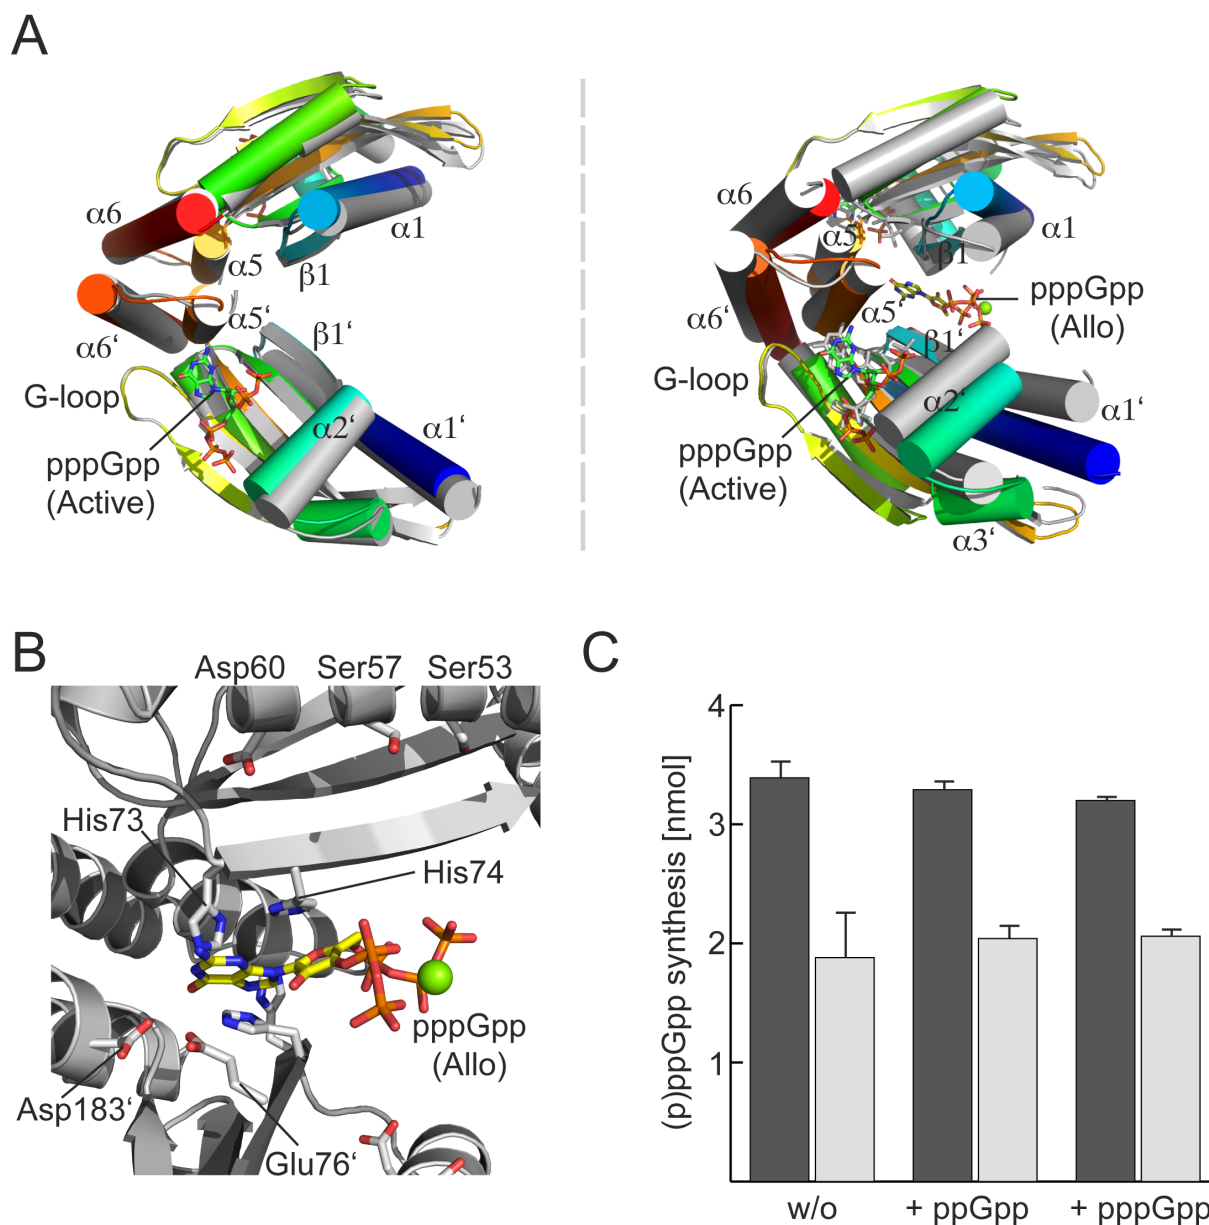 A
α6
α1
α5
β1
α5‘
β1‘
α6‘
G-loop
α2‘
α1‘
pppGpp
(Active)
α6
α1
α5
β1
pppGpp
(Allo)
α5‘
α6‘
β1‘
G-loop
α2‘
α1‘
pppGpp
(Active)
α3‘
B
Asp60
Ser57
Ser53
His73
His74
pppGpp
(Allo)
Asp183‘
Glu76‘
C
(p)ppGpp synthesis [nmol]
4
3
2
1
w/o
+ ppGpp
+ pppGpp